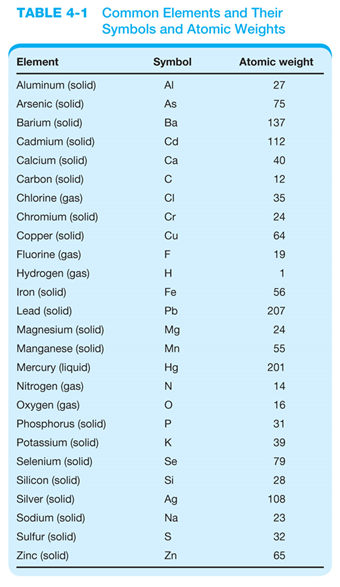 TABLE 4-1 Common Elements and Their
Symbols and Atomic Weights
Element Symbol Atomic weight
Aluminum (solid) Al 27
Arsenic (solid) As 75
Barium (solid) Ba 137
Cadmium (solid) Cd 112
Calcium (solid) Ca 40
Carbon (solid) C 12
Chlorine (gas) Cl 35
Chromium (solid) Cr 24
Copper (solid) Cu 64
Fluorine (gas) F 19
Hydrogen (gas) H 1
Iron (solid) Fe 56
Lead (solid) Pb 207
Magnesium (solid) Mg 24
Manganese (solid) Mn 55
Mercury (liquid) Hg 201
Nitrogen (gas) N 14
Oxygen (gas) O 16
Phosphorus (solid) P 31
Potassium (solid) K 39
Selenium (solid) Se 79
Silicon (solid) Si 28
Silver (solid) Ag 108
Sodium (solid) Na 23
Sulfur (solid) S 32
Zinc (solid) Zn 65